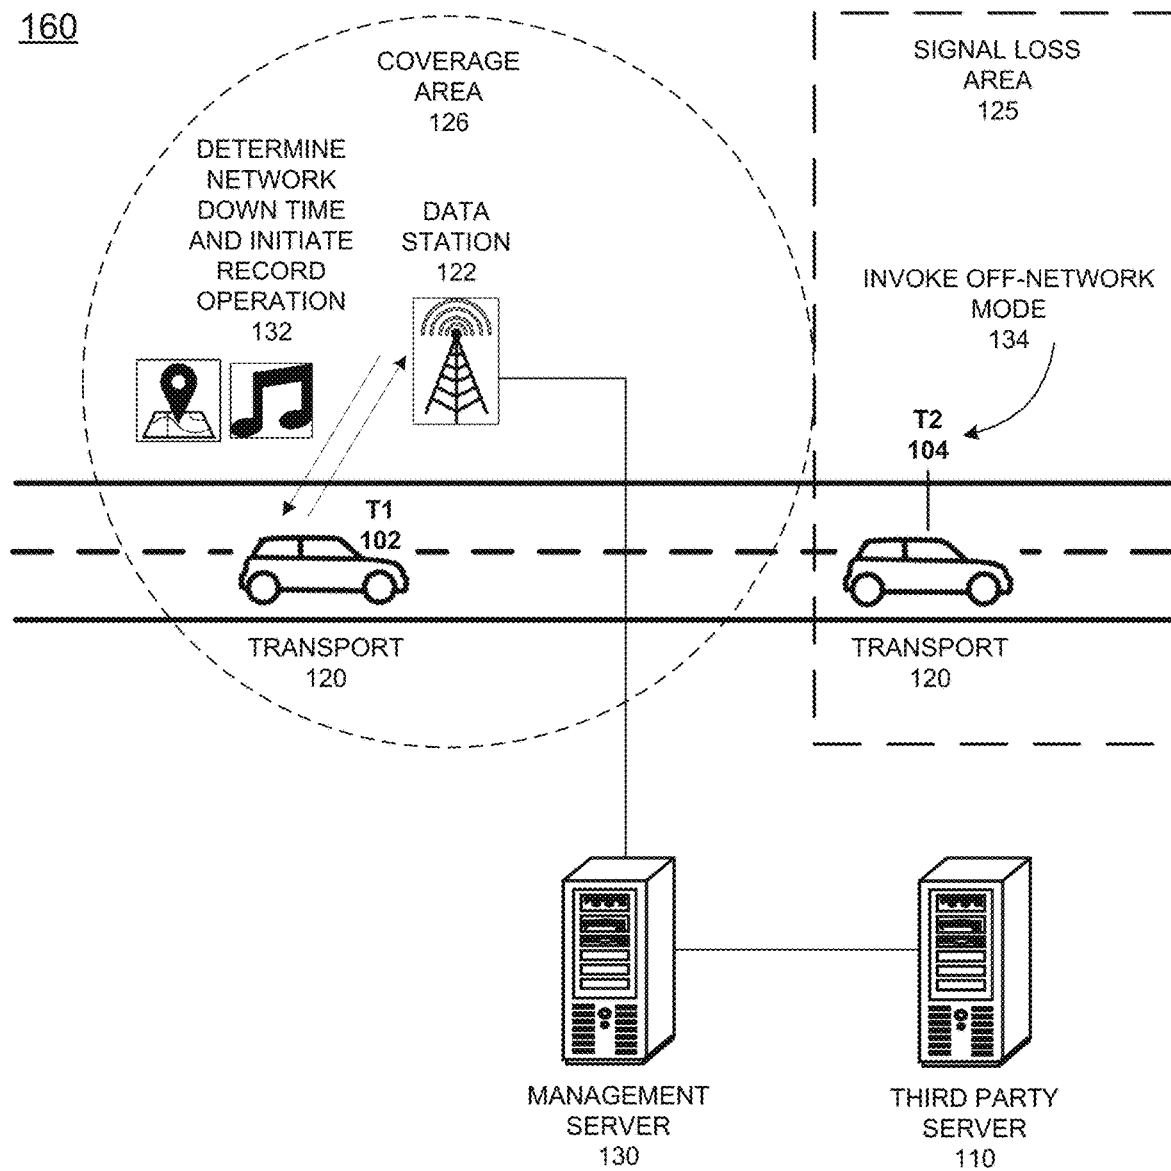 160
COVERAGE
AREA
126
SIGNAL LOSS
AREA
125
DETERMINE
NETWORK
DOWN TIME
AND INITIATE
RECORD
OPERATION
132
DATA
STATION
122
INVOKE OFF-NETWORK
MODE
134
T2
104
T1
102
TRANSPORT
120
TRANSPORT
120
MANAGEMENT
SERVER
130
THIRD PARTY
SERVER
110